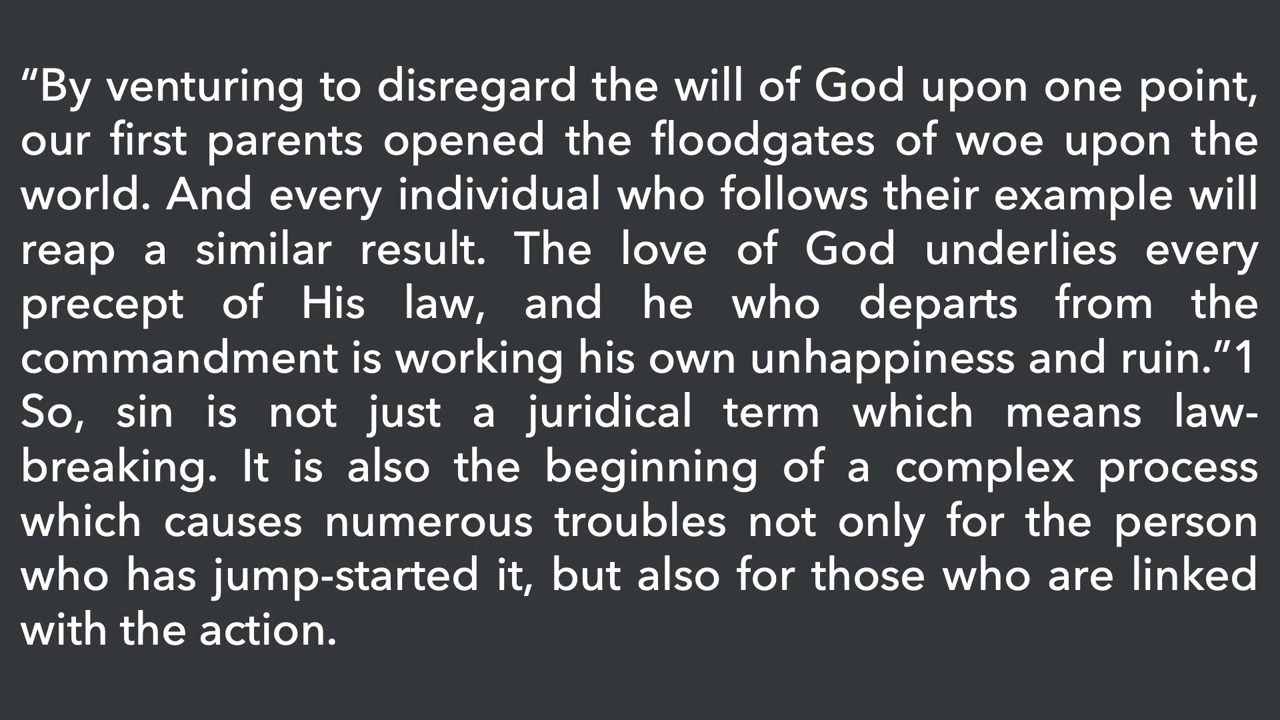 “By venturing to disregard the will of God upon one point,
our first parents opened the floodgates of woe upon the
world. And every individual who follows their example will
reap a similar result. The love of God underlies every
precept of His law, and he who departs from the
commandment is working his own unhappiness and ruin.”1
So, sin is not just a juridical term which means law-
breaking. It is also the beginning of a complex process
which causes numerous troubles not only for the person
who has jump-started it, but also for those who are linked
with the action.